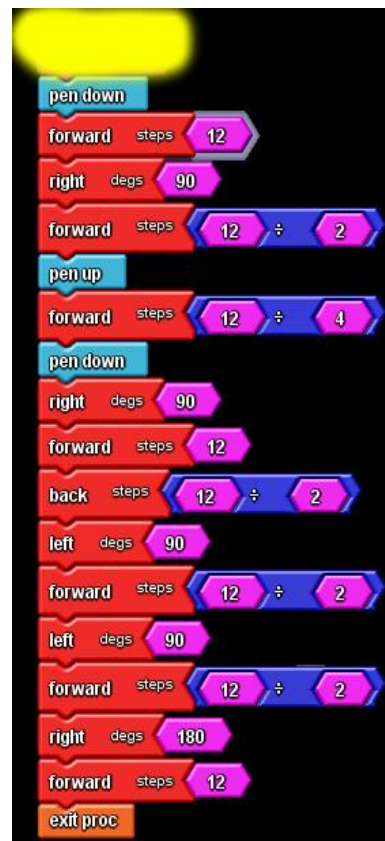 pen down
forward steps 12
right degs 90
forward steps 12 ÷ 2
pen up
forward steps 12 ÷ 4
pen down
right degs 90
forward steps 12
back steps 12 ÷ 2
left degs 90
forward steps 12 ÷ 2
left degs 90
forward steps 12 ÷ 2
right degs 180
forward steps 12
exit proc